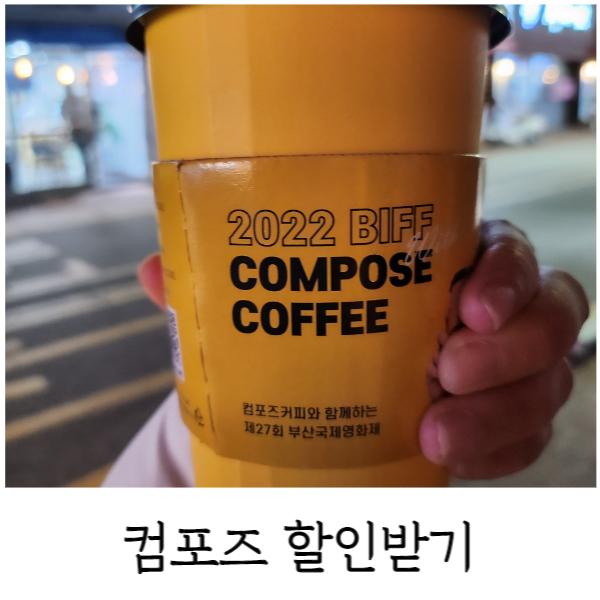 2022 BIFF
COMPOSE
COFFEE
컴포즈커피와 함께하는
제27회 부산국제영화제
컴포즈 할인받기